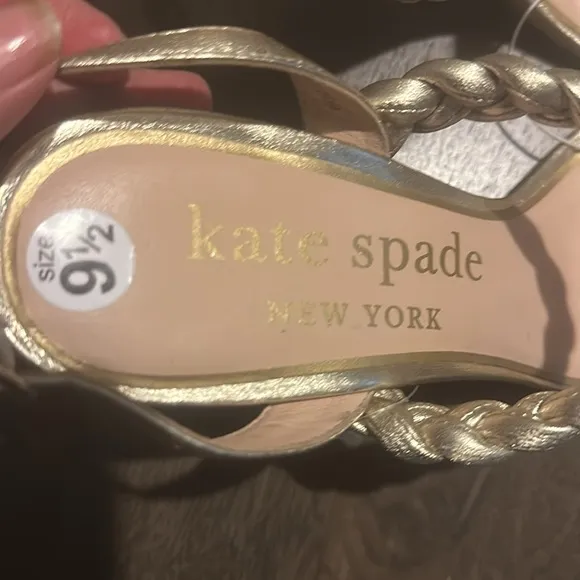 size
9½
kate spade
NEW YORK